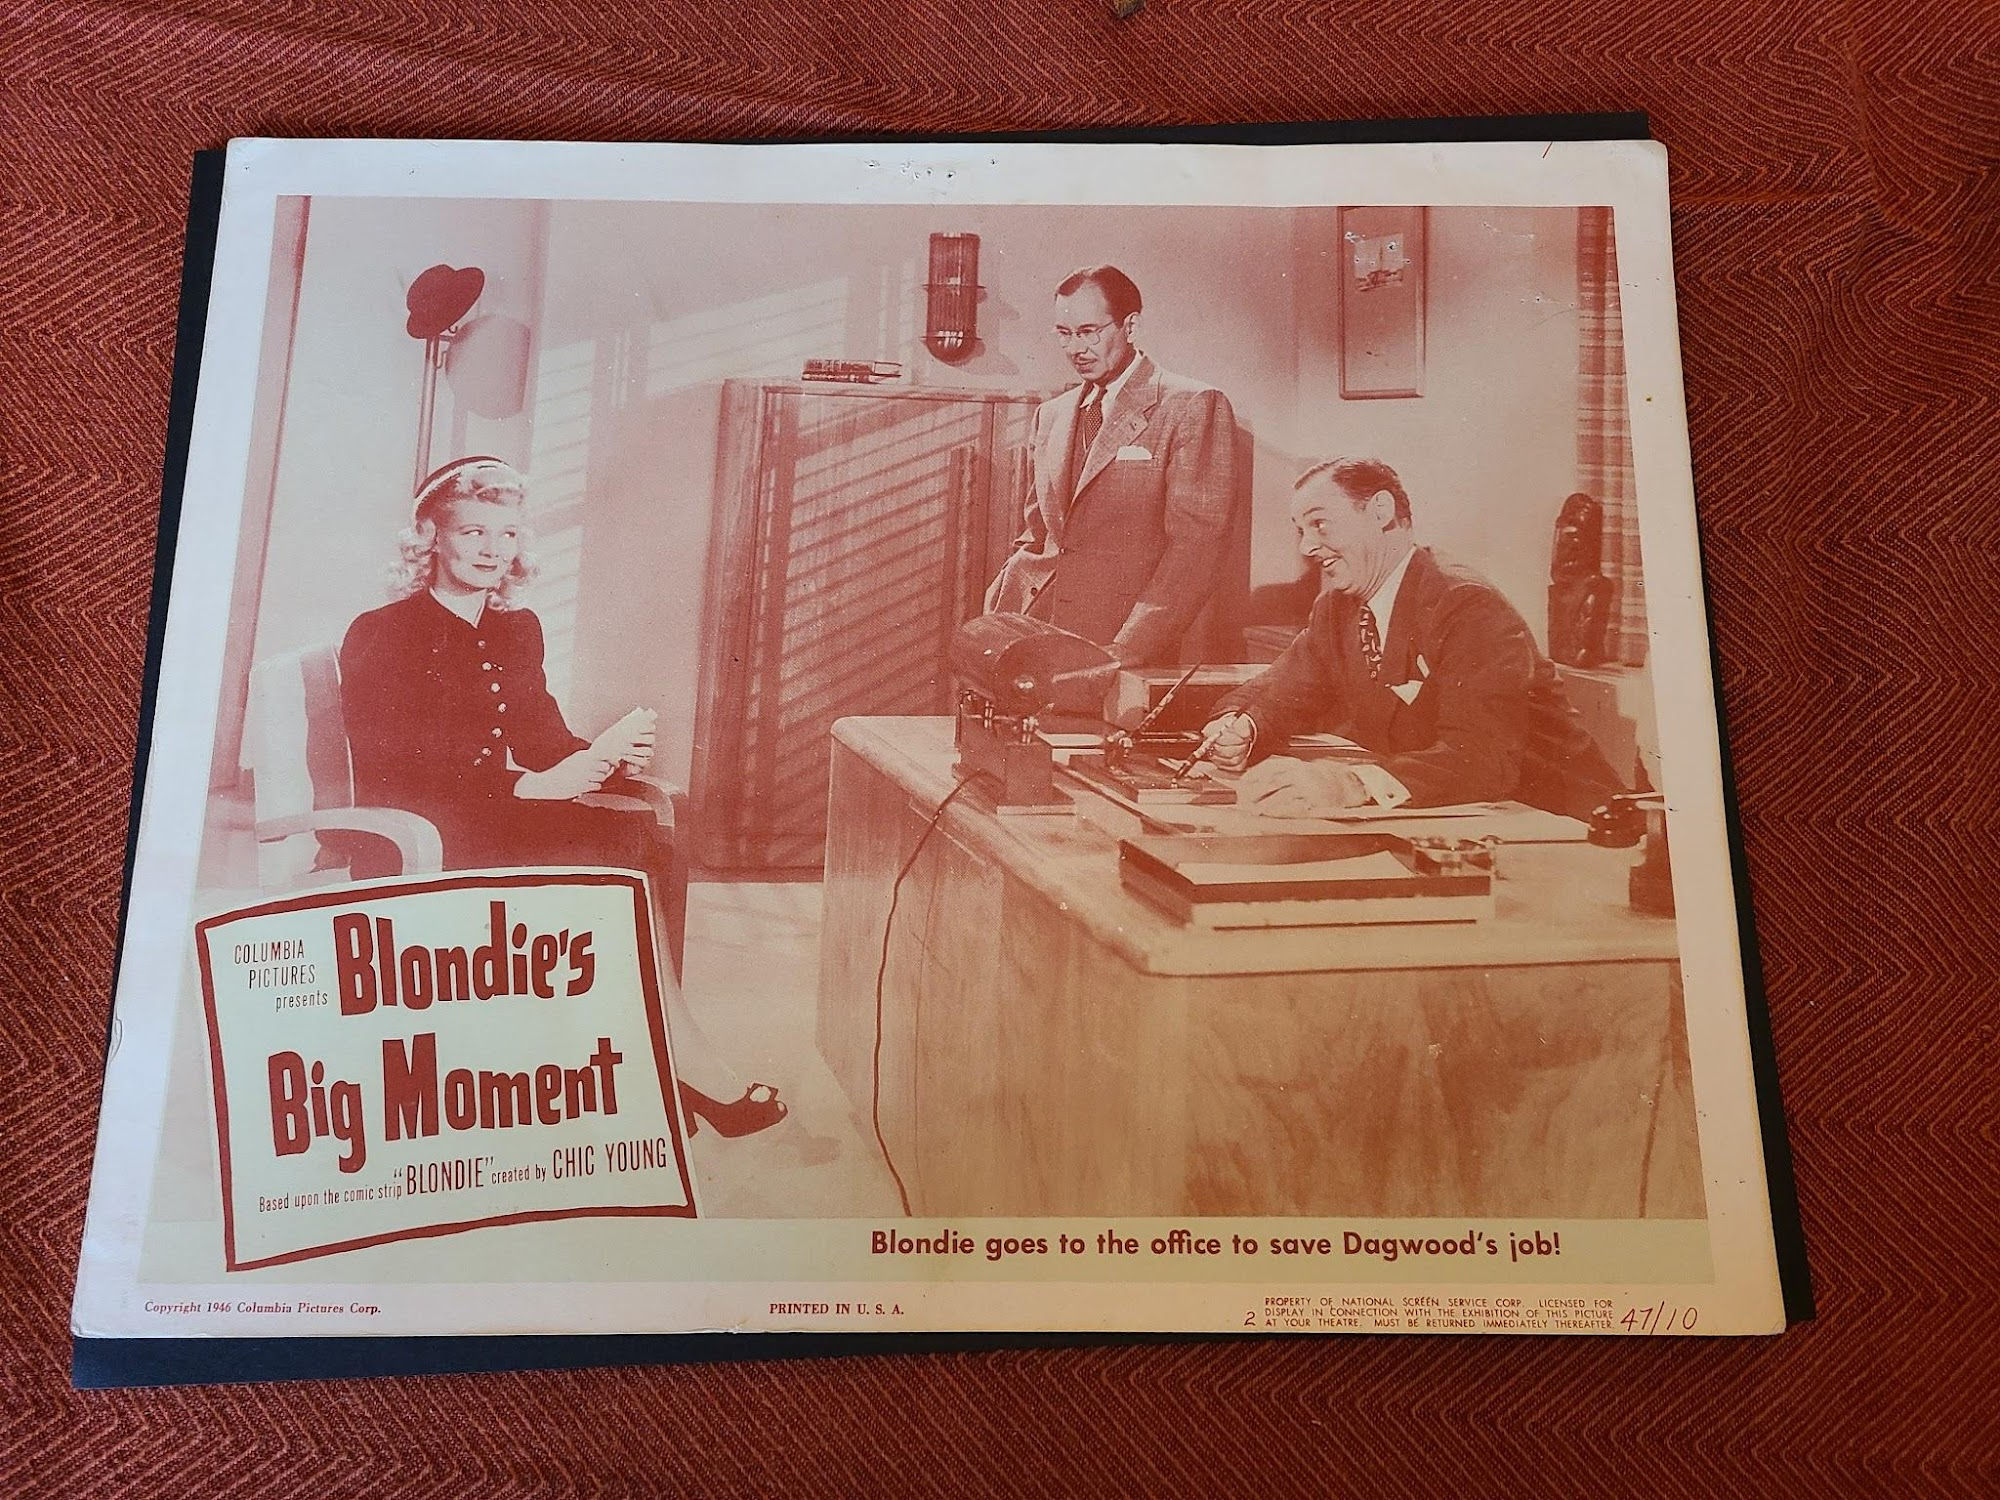 COLUMBIA
PICTURES
presents
Blondie's
Big Moment
Based upon the comic strip "BLONDIE" created by CHIC YOUNG
Blondie goes to the office to save Dagwood's job!
Copyright 1946 Columbia Pictures Corp.
PRINTED IN U. S. A.
2
PROPERTY OF NATIONAL SCREEN SERVICE CORP. LICENSED FOR
DISPLAY IN CONNECTION WITH THE EXHIBITION OF THIS PICTURE
AT YOUR THEATRE. MUST BE RETURNED IMMEDIATELY THEREAFTER.
47/10